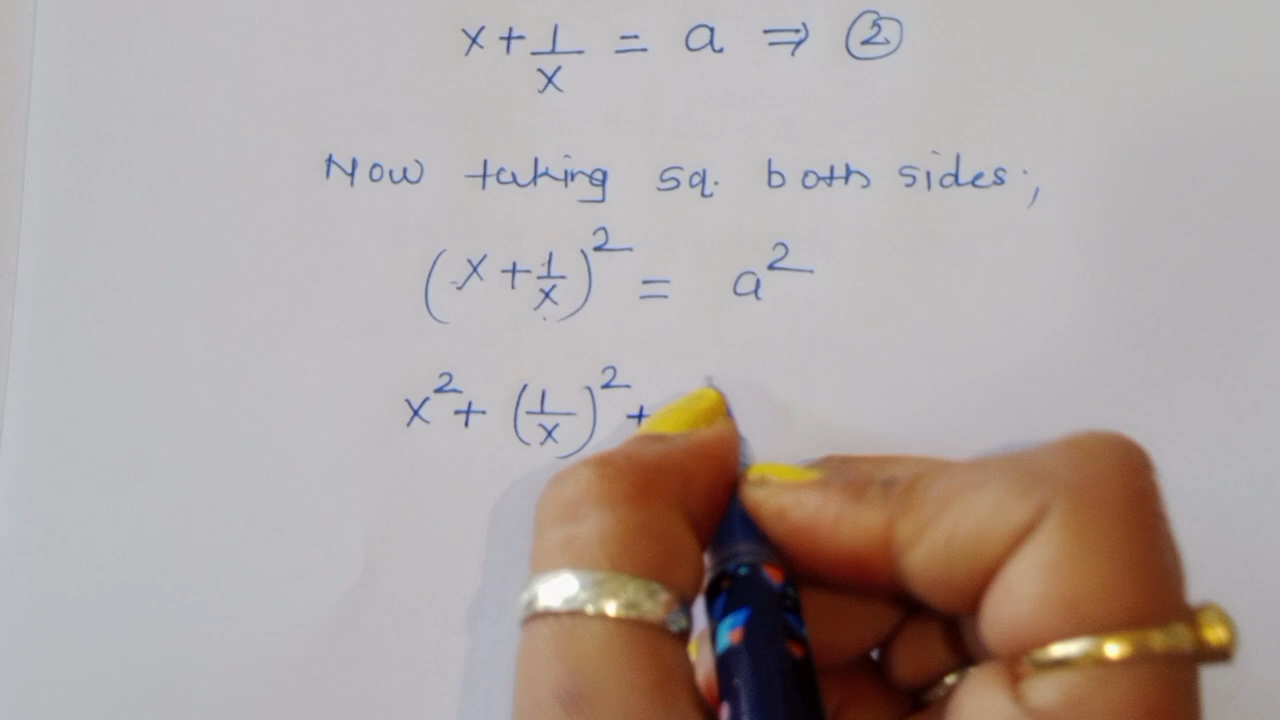 x + 1/x = a ⇒ ②
Now taking sq. both sides;
(x + 1/x)² = a²
x² + (1/x)² +